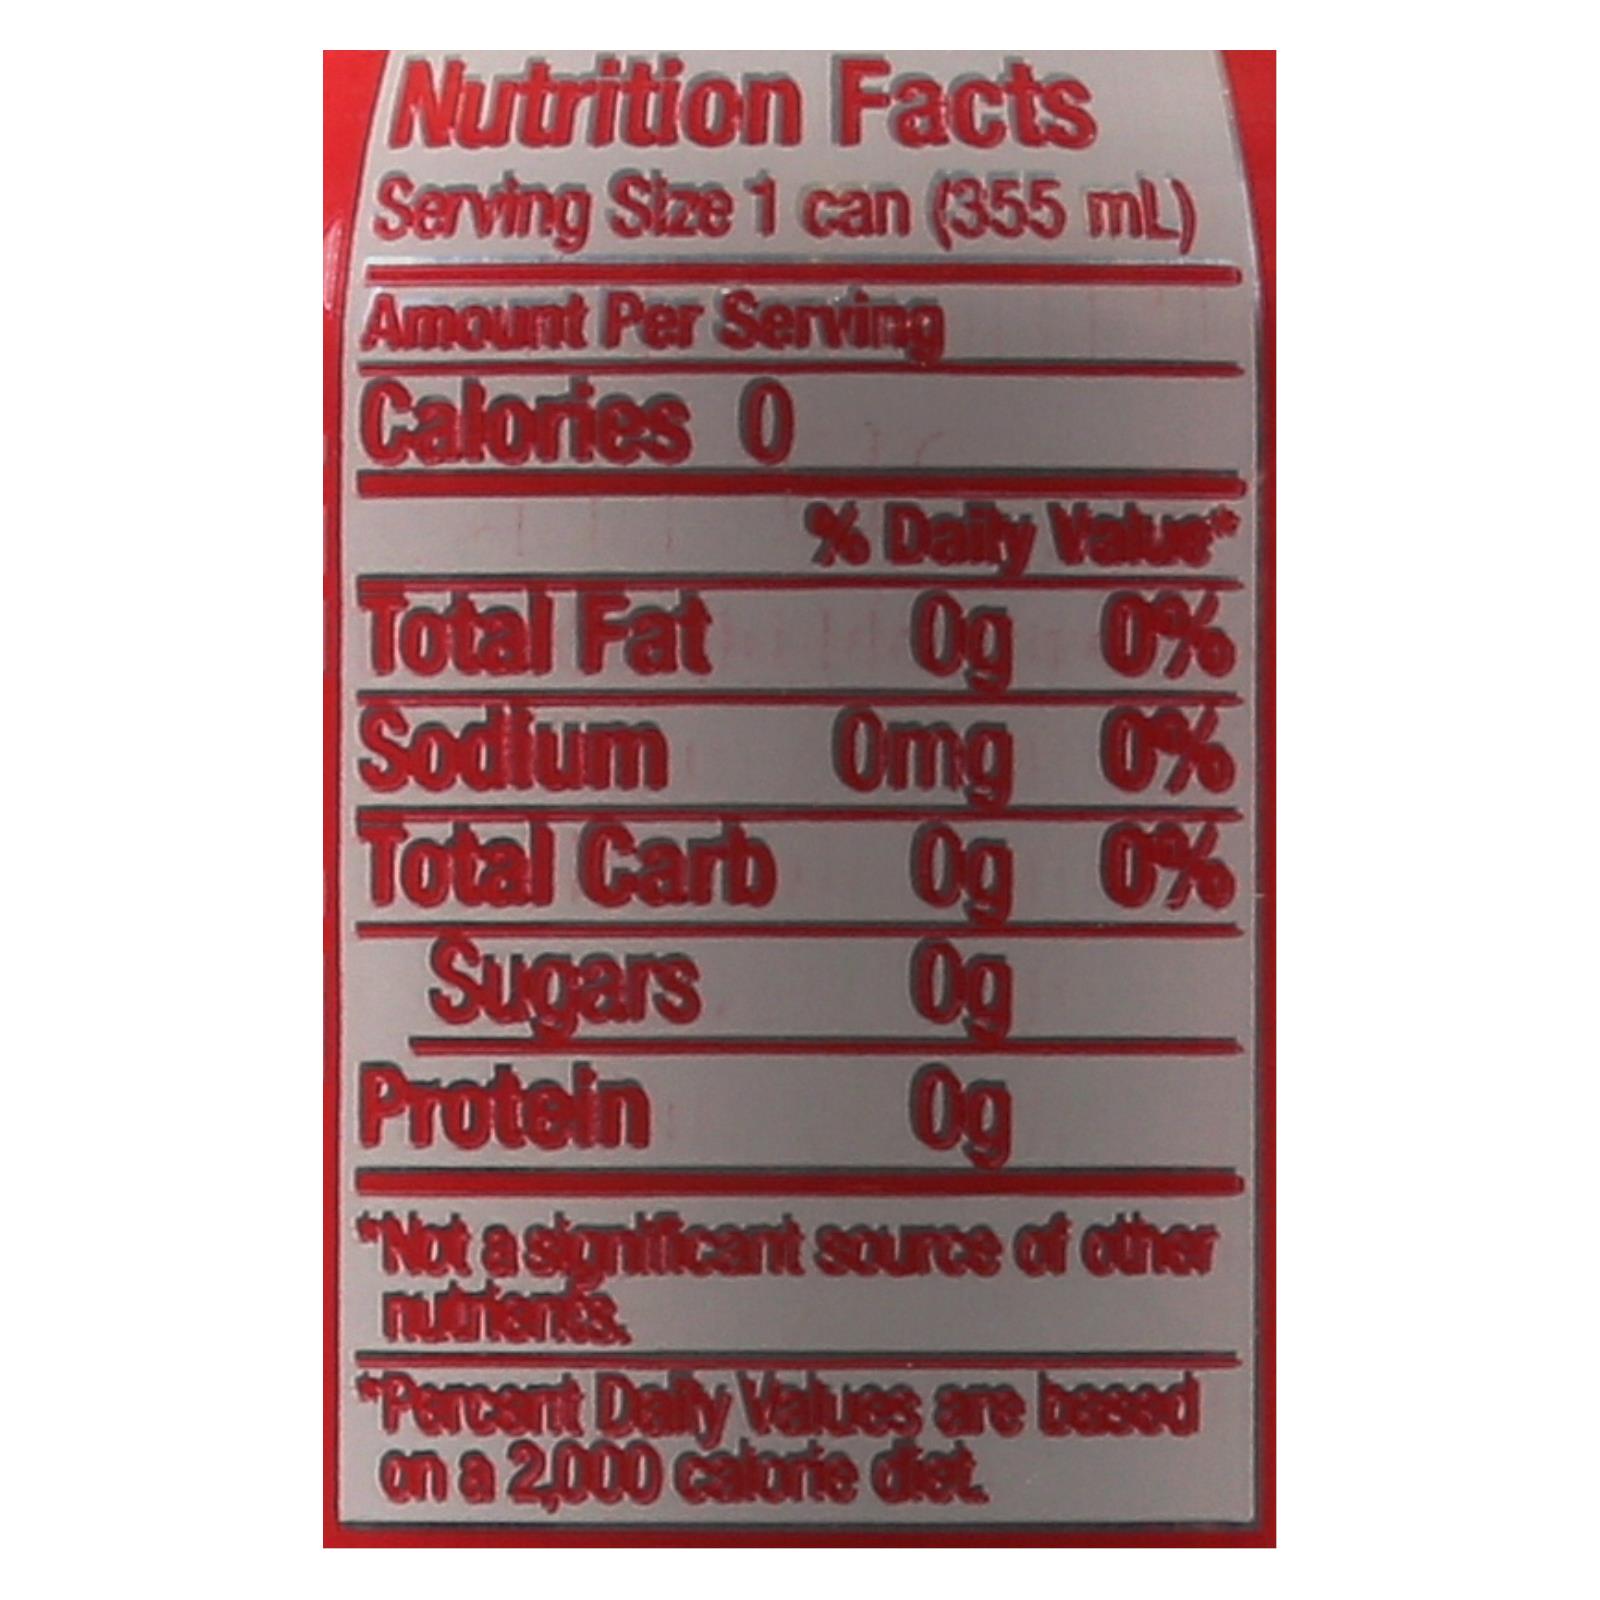 Nutrition Facts
Serving Size 1 can (355 mL)
Amount Per Serving
Calories 0
% Daily Value*
Total Fat 0g 0%
Sodium 0mg 0%
Total Carb 0g 0%
Sugars 0g
Protein 0g
*Not a significant source of other
nutrients.
*Percent Daily Values are based
on a 2,000 calorie diet.